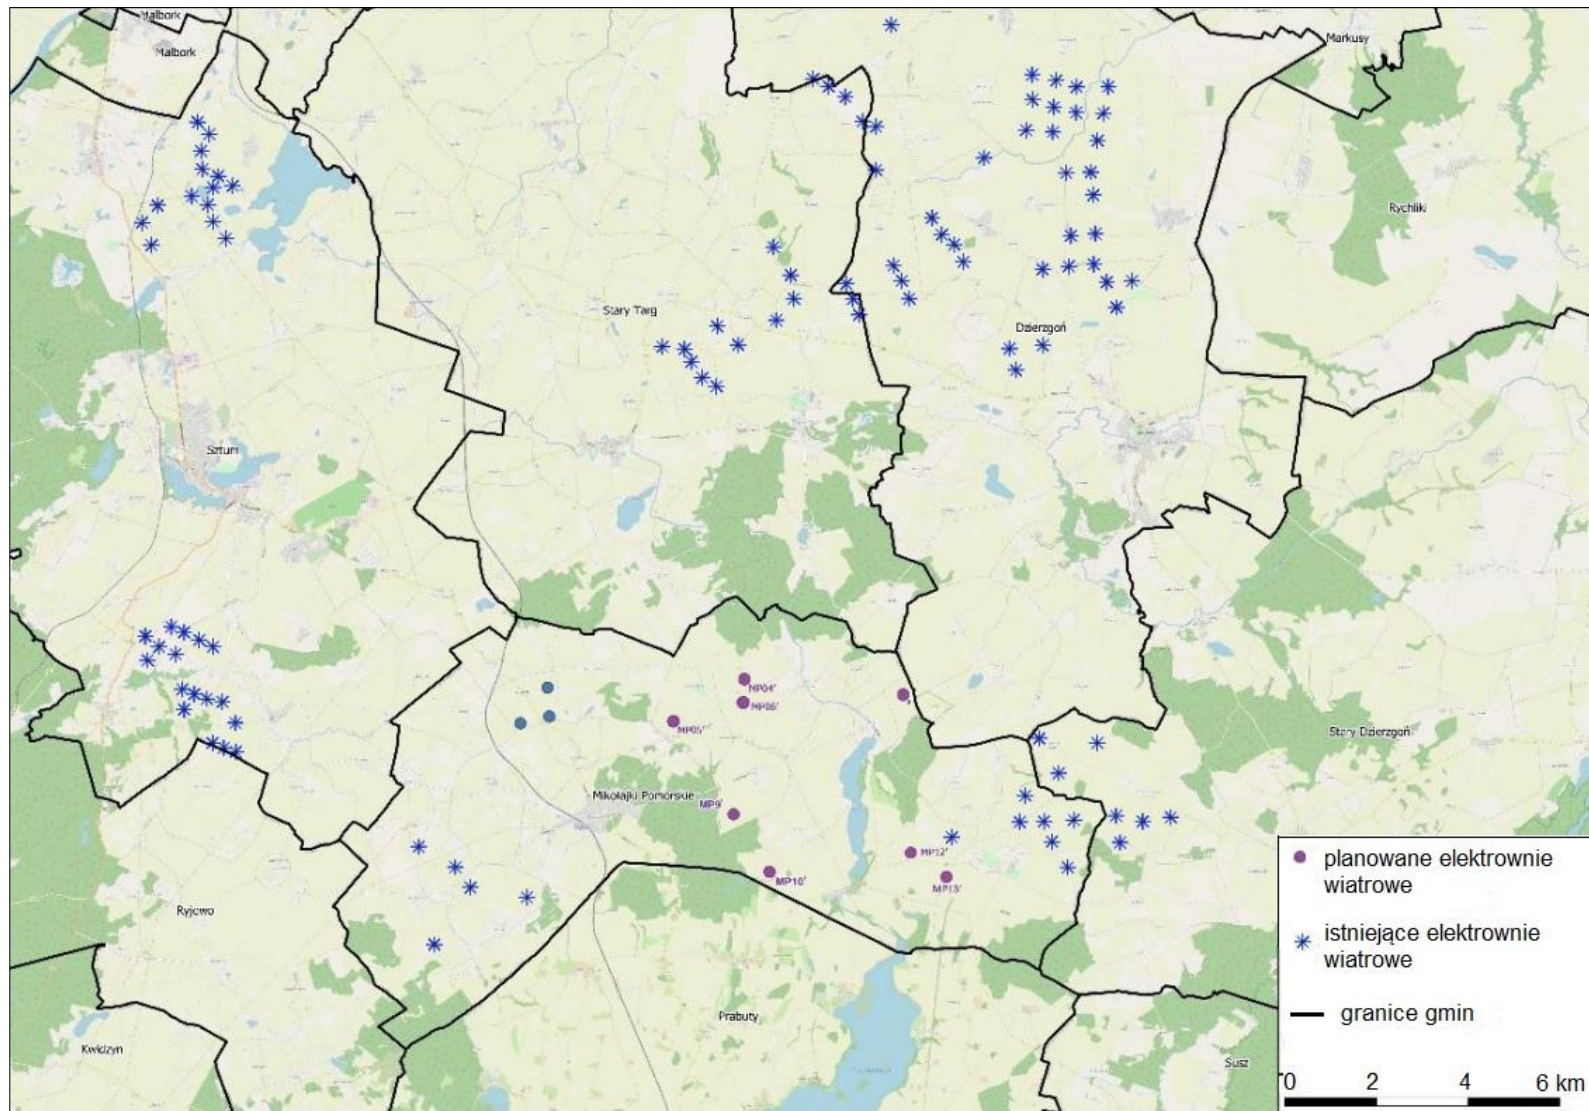 Malbork
Malbork
Markusy
Rychliki
Stary Targ
Dzierzgoń
Sztum
MP04'
MP06'
MP05'
Stary Dzierzgoń
Mikołajki Pomorskie
MP9'
MP12'
MP10'
MP13'
Ryjewo
Prabuty
Kwidzyn
Susz
planowane elektrownie
wiatrowe
istniejące elektrownie
wiatrowe
granice gmin
0 2 4 6 km